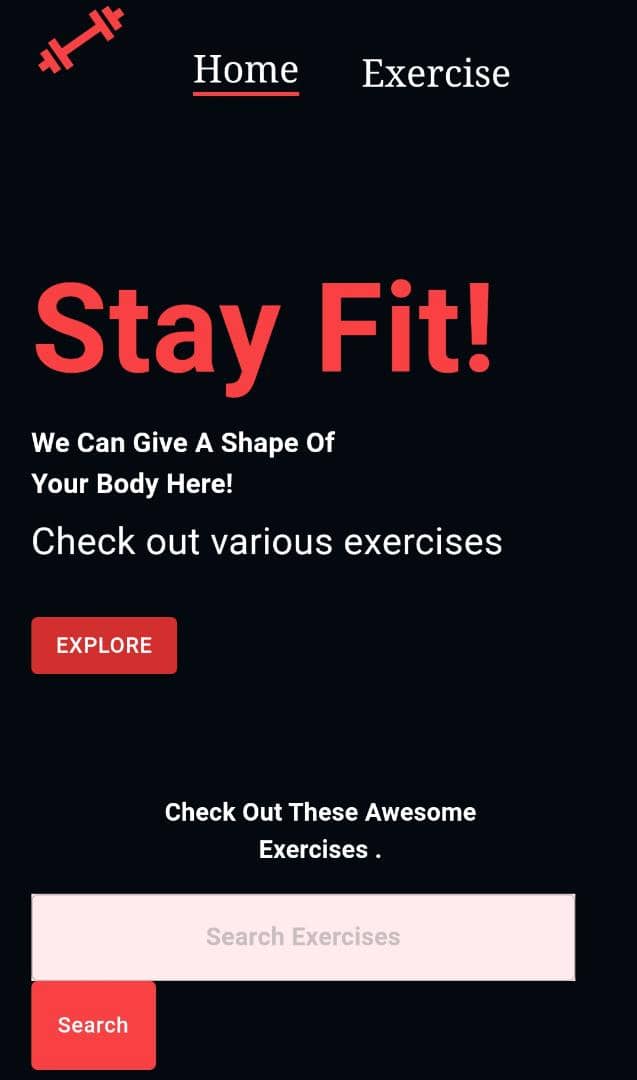 Home Exercise
Stay Fit!
We Can Give A Shape Of
Your Body Here!
Check out various exercises
EXPLORE
Check Out These Awesome
Exercises .
Search Exercises
Search